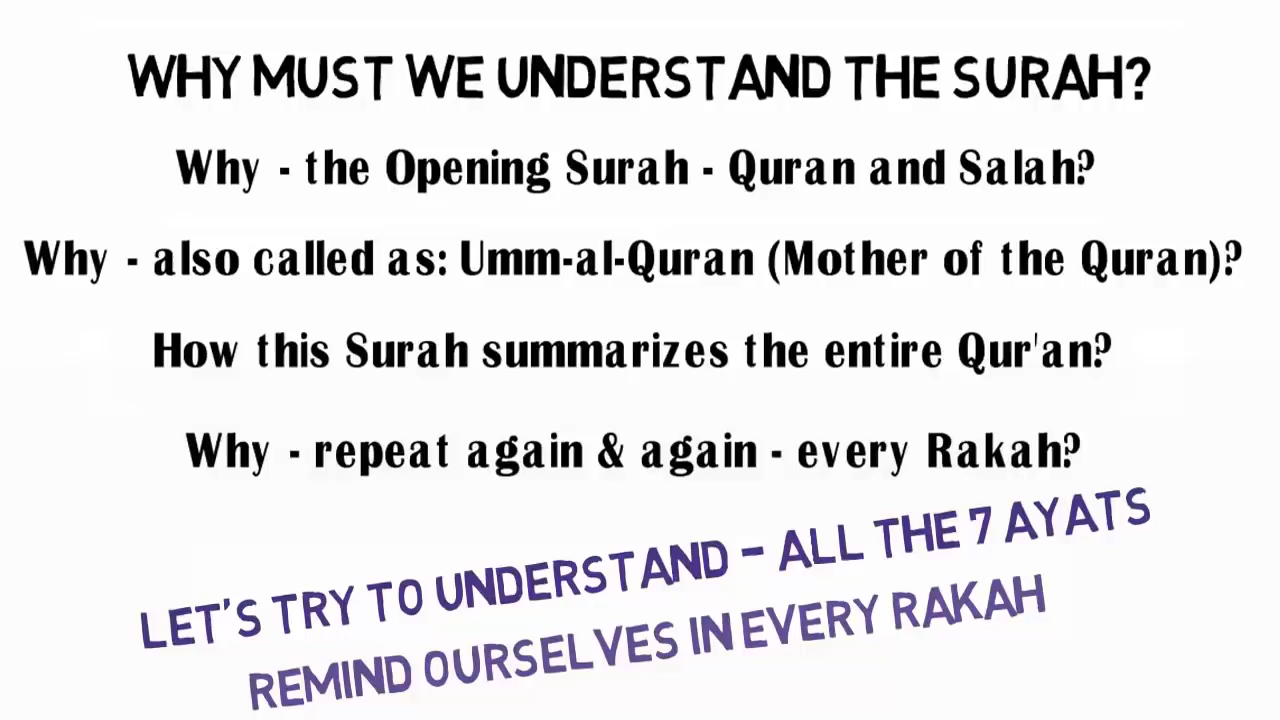 WHY MUST WE UNDERSTAND THE SURAH?
Why - the Opening Surah - Quran and Salah?
Why - also called as: Umm-al-Quran (Mother of the Quran)?
How this Surah summarizes the entire Qur'an?
Why - repeat again & again - every Rakah?
LET'S TRY TO UNDERSTAND - ALL THE 7 AYATS
REMIND OURSELVES IN EVERY RAKAH